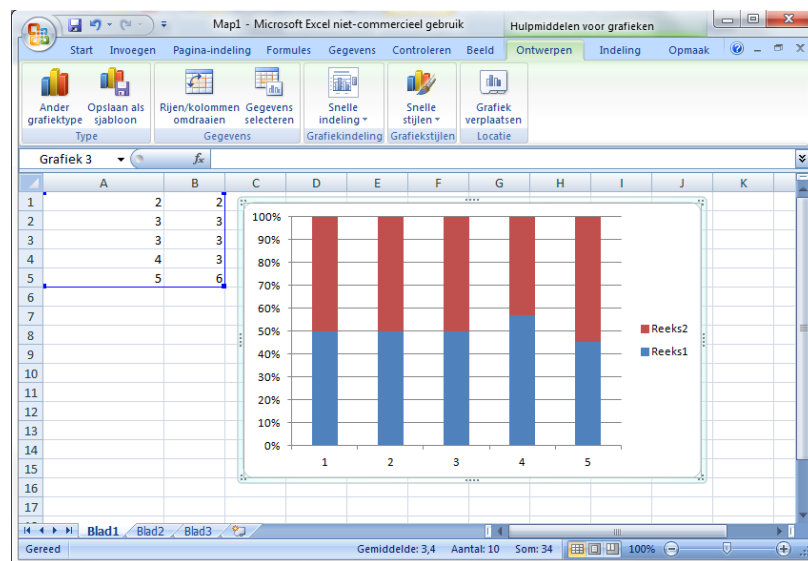 Map1 - Microsoft Excel niet-commercieel gebruik
Hulpmiddelen voor grafieken
Start Invoegen Pagina-indeling Formules Gegevens Controleren Beeld Ontwerpen Indeling Opmaak
Ander grafiektype
Opslaan als sjabloon
Rijen/kolommen omdraaien
Gegevens selecteren
Snelle indeling
Snelle stijlen
Grafiek verplaatsen
Type Gegevens Grafiekindeling Grafiekstijlen Locatie
Grafiek 3 fx
A B C D E F G H I J K
1 2 2
2 3 3
3 3 3
4 4 3
5 5 6
6
7
8
9
10
11
12
13
14
15
16
17
100%
90%
80%
70%
60%
50%
40%
30%
20%
10%
0%
1 2 3 4 5
Reeks2
Reeks1
Blad1 Blad2 Blad3
Gereed Gemiddelde: 3,4 Aantal: 10 Som: 34 100%